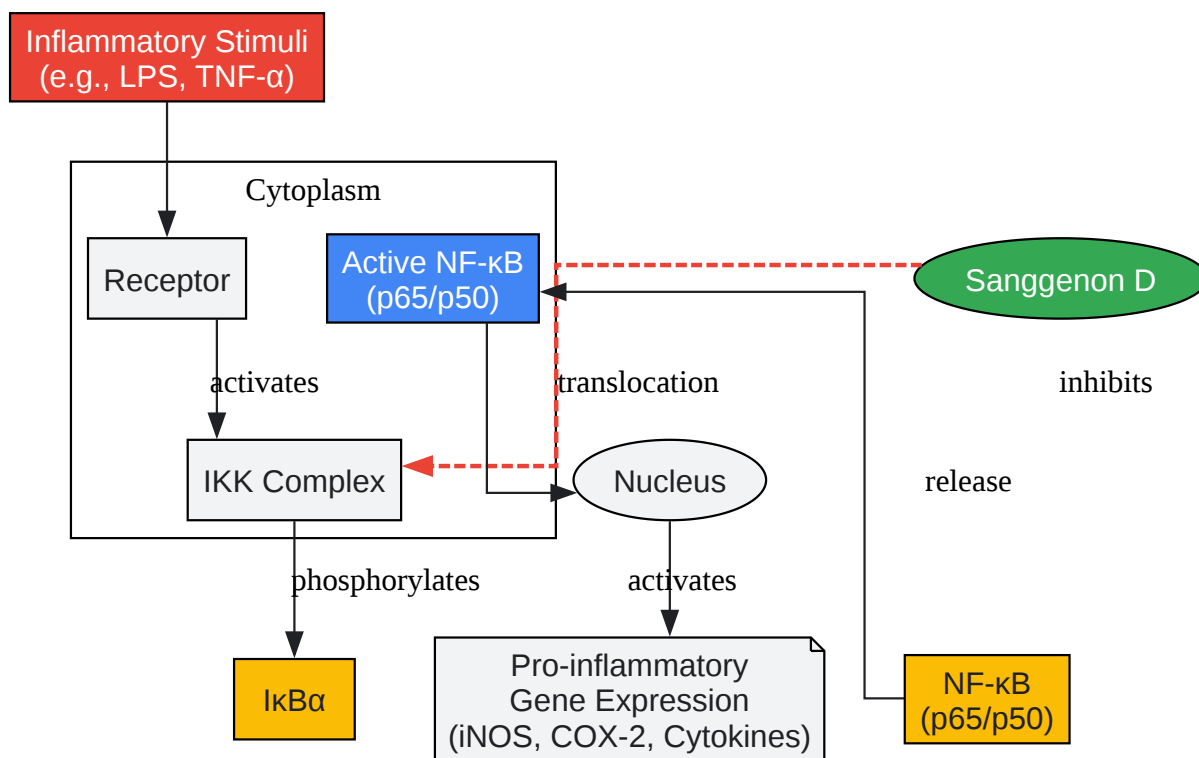 Inflammatory Stimuli
(e.g., LPS, TNF-α)
Cytoplasm
Receptor
Active NF-κB
(p65/p50)
Sanggenon D
activates
translocation
inhibits
IKK Complex
Nucleus
release
phosphorylates
activates
IκBα
Pro-inflammatory
Gene Expression
(iNOS, COX-2, Cytokines)
NF-κB
(p65/p50)